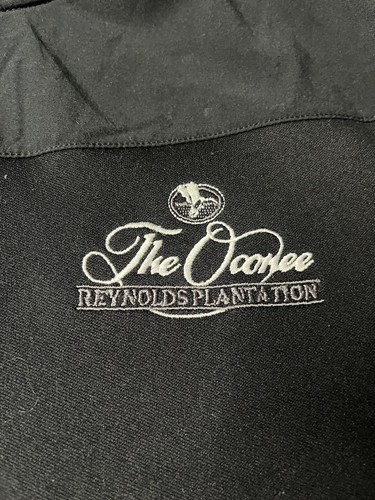 The Oconee
REYNOLDS PLANTATION